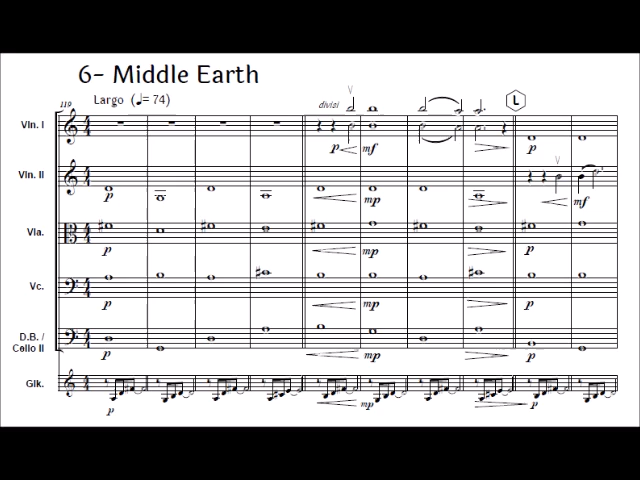 6- Middle Earth
Largo (♩= 74)
119
divisi
L
Vln. I
p mf p
Vln. II
p mp mf
Vla.
p mp p
Vc.
p mp p
D.B. /
Cello II
p mp p
Glk.
p mp p